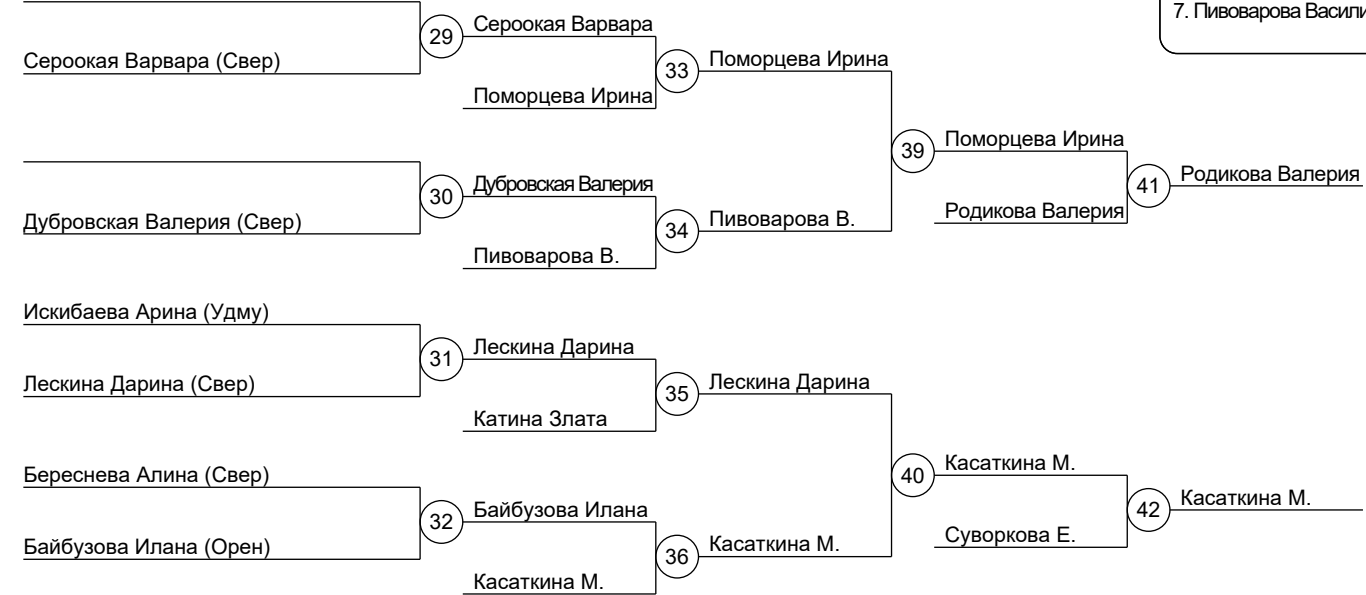 7. Пивоварова Васили
29
Сероокая Варвара
Сероокая Варвара (Свер)
33
Поморцева Ирина
Поморцева Ирина
39
Поморцева Ирина
Дубровская Валерия
41
Родикова Валерия
30
Родикова Валерия
Дубровская Валерия (Свер)
34
Пивоварова В.
Пивоварова В.
Искибаева Арина (Удму)
31
Лескина Дарина
Лескина Дарина (Свер)
35
Лескина Дарина
Катина Злата
Береснева Алина (Свер)
40
Касаткина М.
42
Касаткина М.
32
Байбузова Илана
Суворкова Е.
Байбузова Илана (Орен)
36
Касаткина М.
Касаткина М.